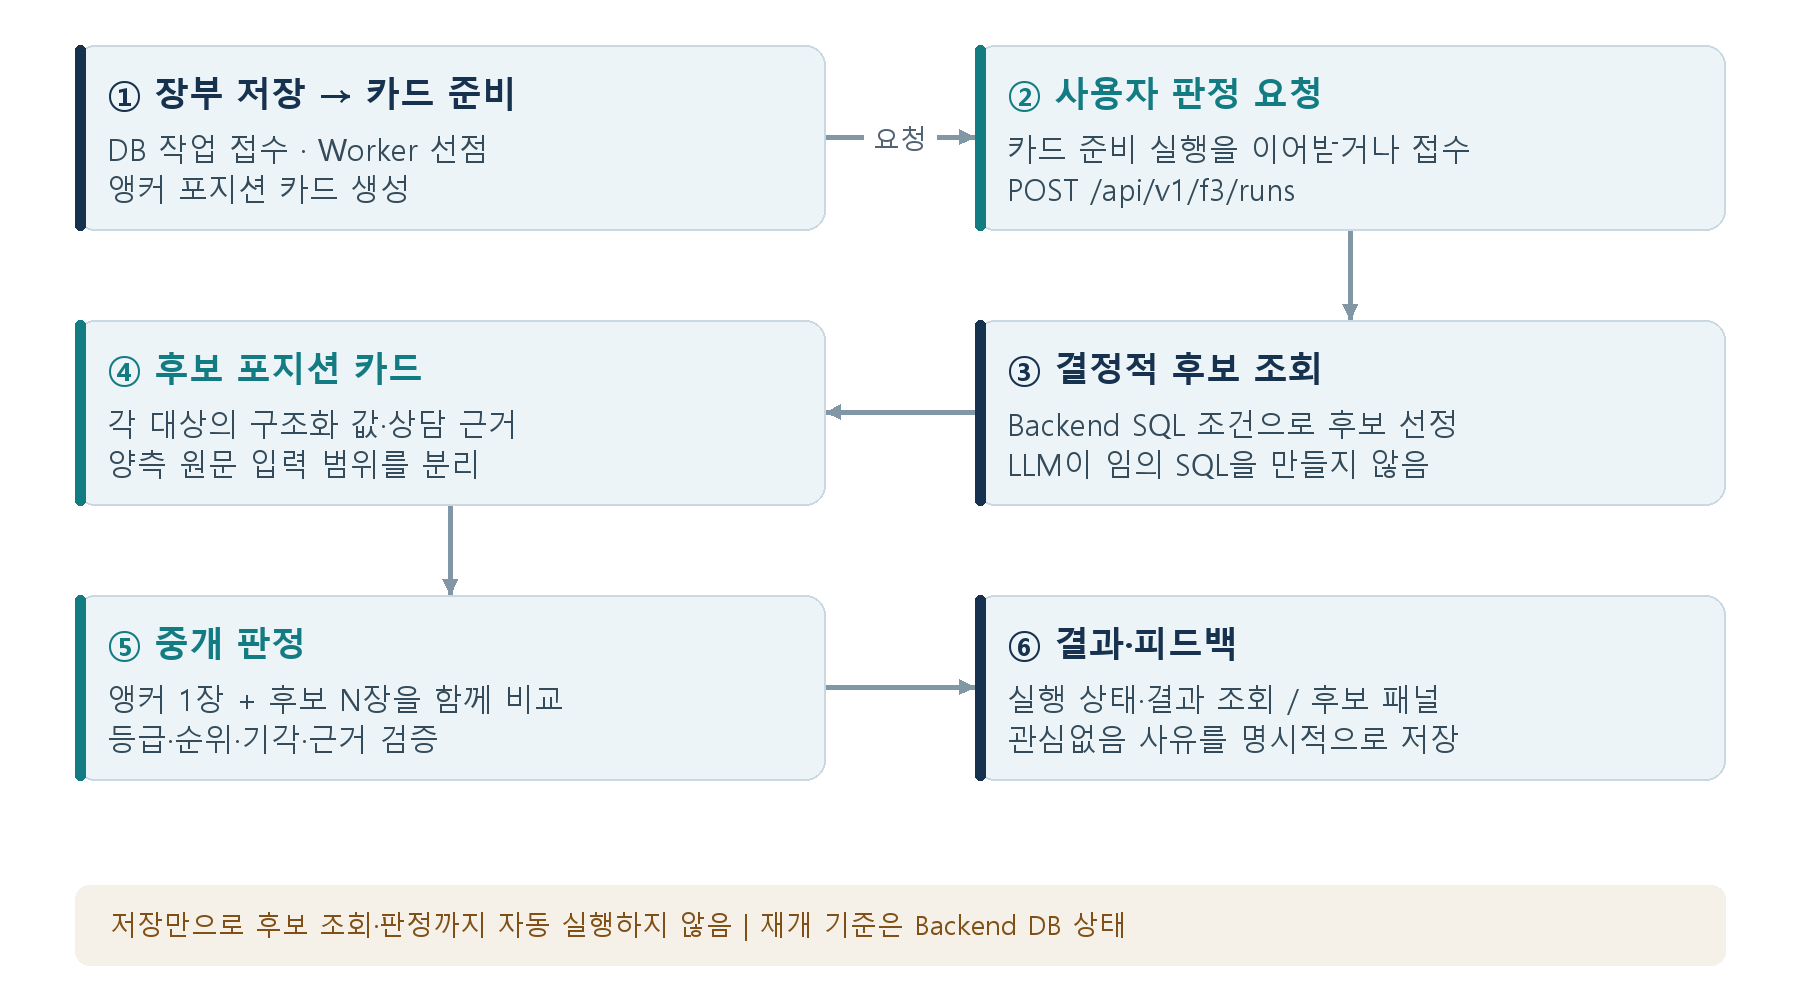 ① 장부 저장 → 카드 준비
DB 작업 접수 · Worker 선점
앵커 포지션 카드 생성
요청
② 사용자 판정 요청
카드 준비 실행을 이어받거나 접수
POST /api/v1/f3/runs
③ 결정적 후보 조회
Backend SQL 조건으로 후보 선정
LLM이 임의 SQL을 만들지 않음
④ 후보 포지션 카드
각 대상의 구조화 값·상담 근거
양측 원문 입력 범위를 분리
⑤ 중개 판정
앵커 1장 + 후보 N장을 함께 비교
등급·순위·기각·근거 검증
⑥ 결과·피드백
실행 상태·결과 조회 / 후보 패널
관심없음 사유를 명시적으로 저장
저장만으로 후보 조회·판정까지 자동 실행하지 않음 | 재개 기준은 Backend DB 상태